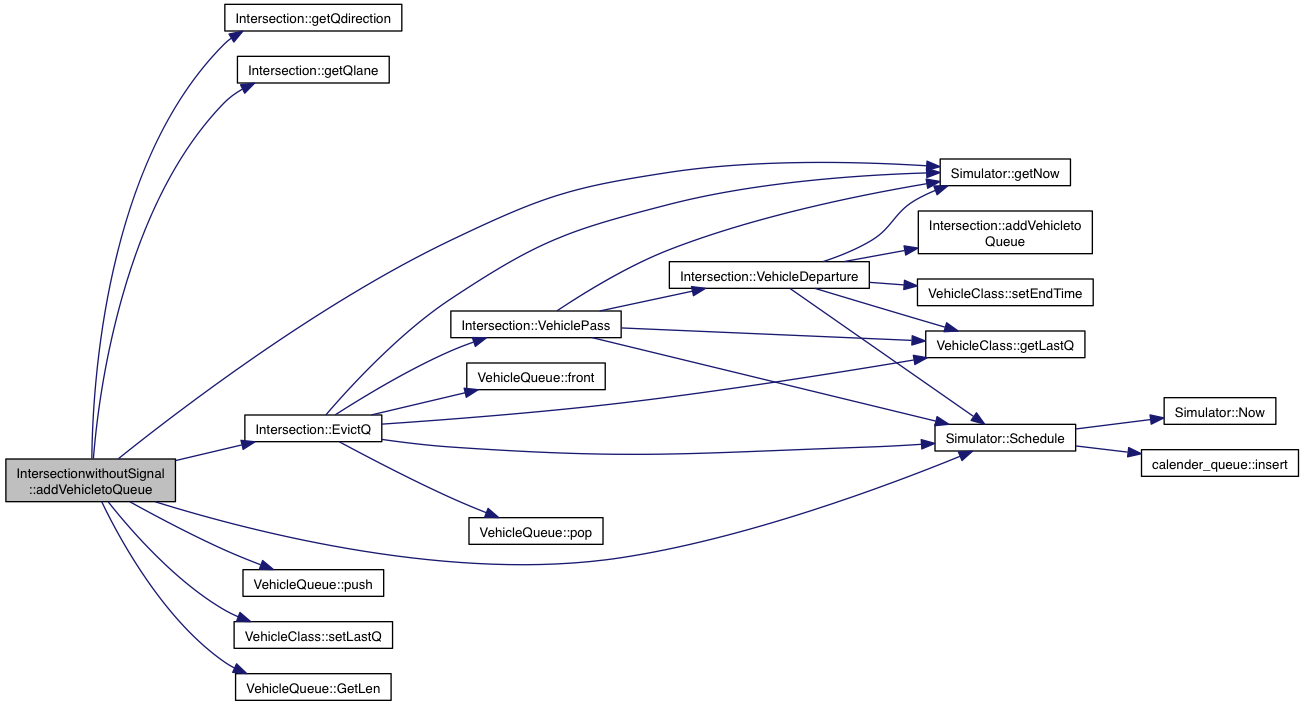 Intersection::getQdirection
Intersection::getQlane
Simulator::getNow
Intersection::addVehicleto
Queue
Intersection::VehicleDeparture
VehicleClass::setEndTime
Intersection::VehiclePass
VehicleClass::getLastQ
VehicleQueue::front
Simulator::Now
Intersection::EvictQ
Simulator::Schedule
calender_queue::insert
IntersectionwithoutSignal
::addVehicletoQueue
VehicleQueue::pop
VehicleQueue::push
VehicleClass::setLastQ
VehicleQueue::GetLen